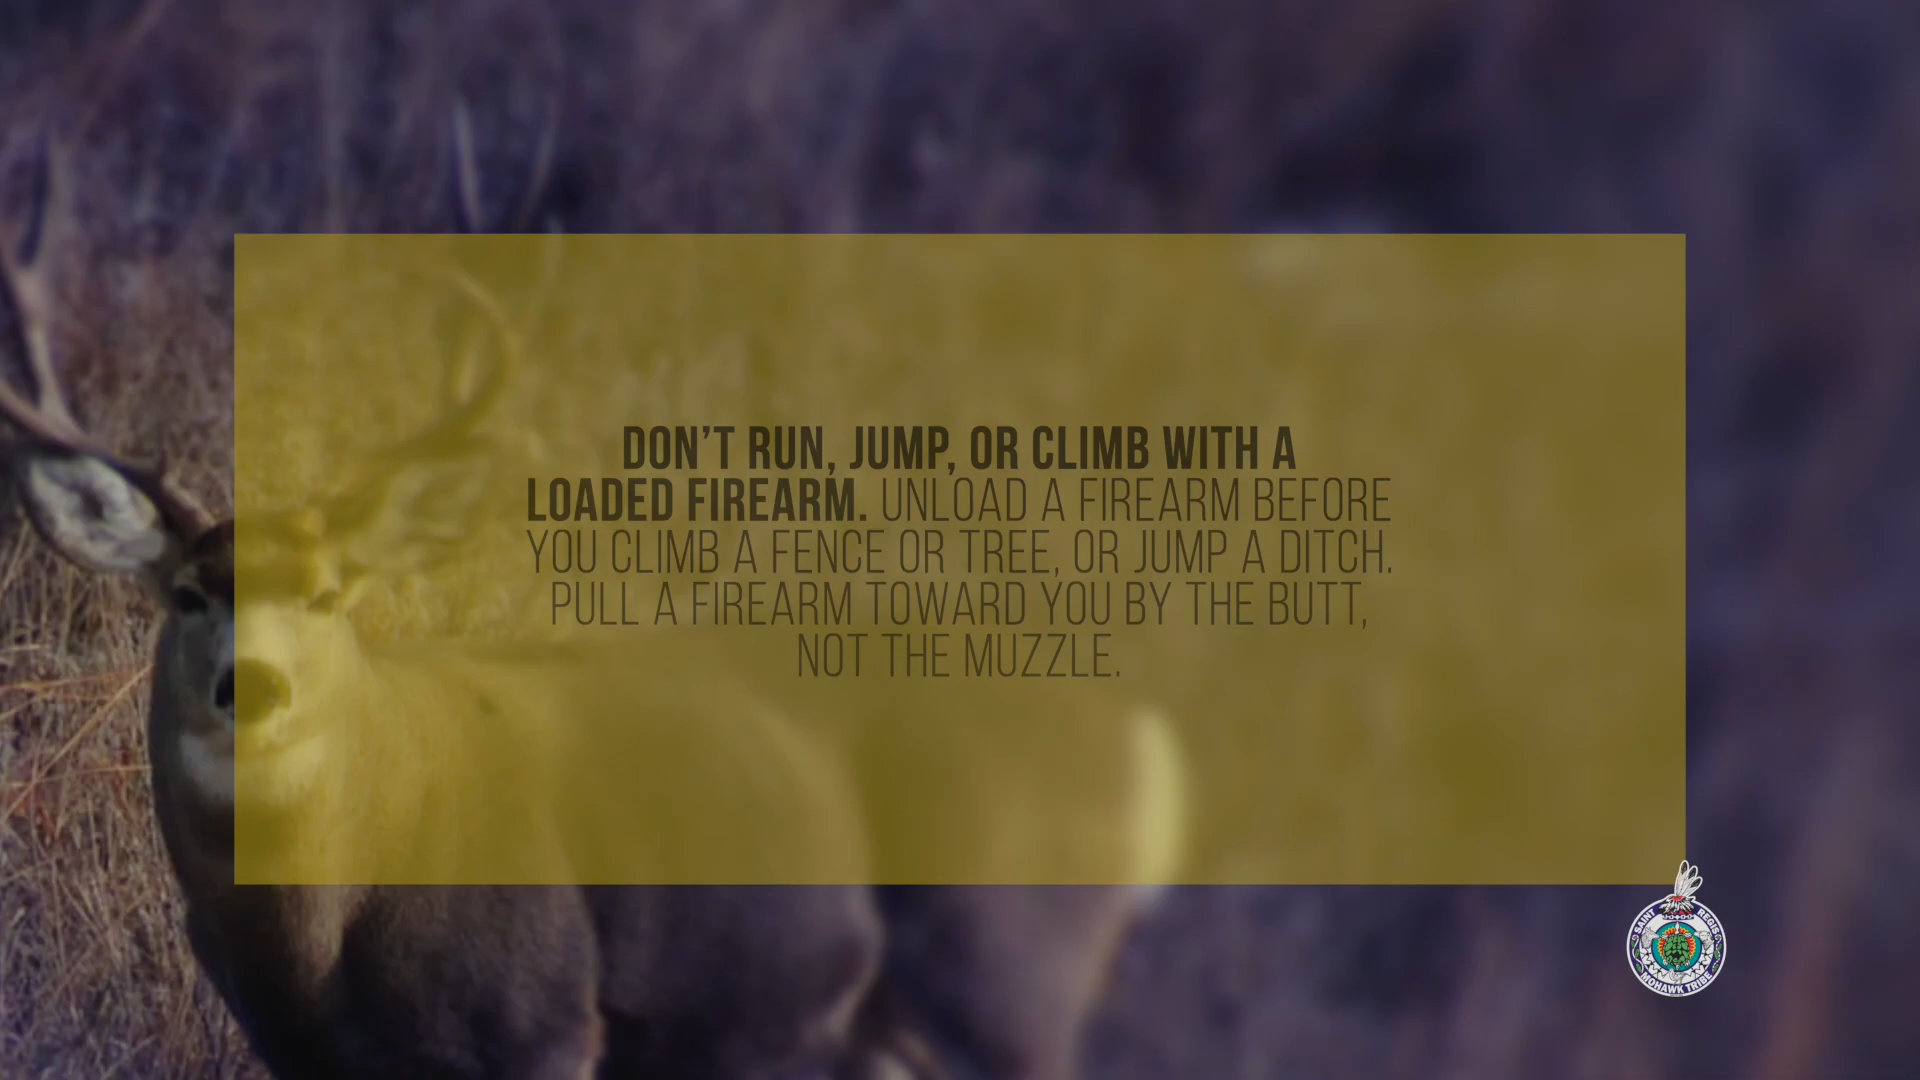 DON'T RUN, JUMP, OR CLIMB WITH A
LOADED FIREARM. UNLOAD A FIREARM BEFORE
YOU CLIMB A FENCE OR TREE, OR JUMP A DITCH.
PULL A FIREARM TOWARD YOU BY THE BUTT,
NOT THE MUZZLE.
SAINT REGIS
MOHAWK TRIBE